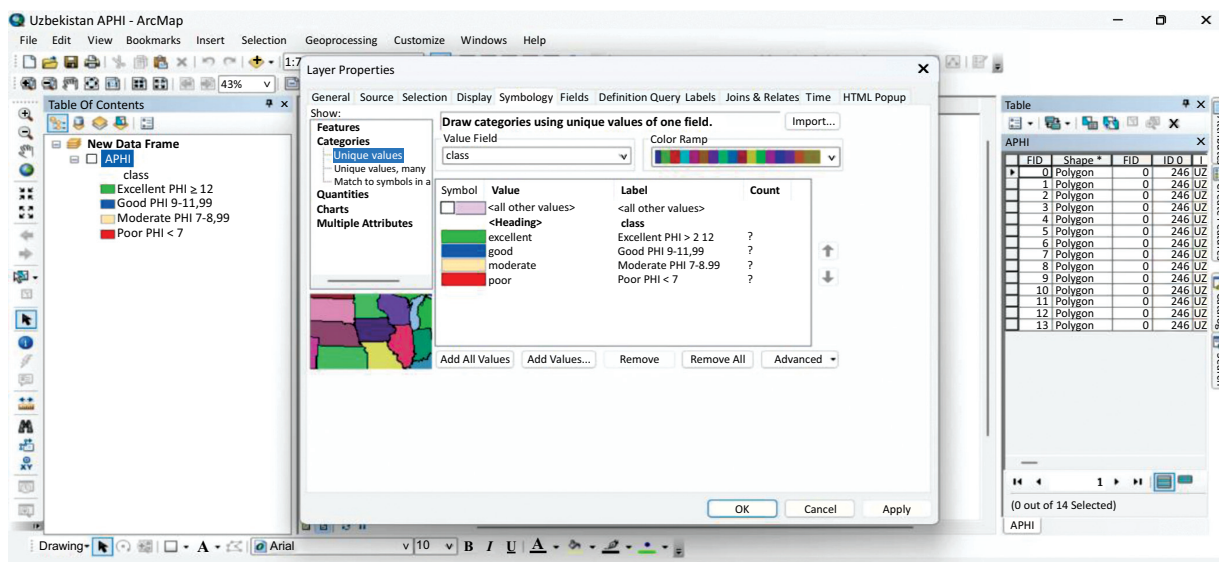 Uzbekistan APHI - ArcMap
File Edit View Bookmarks Insert Selection Geoprocessing Customize Windows Help
1:7
43%
Table Of Contents
New Data Frame
APHI
class
Excellent PHI ≥ 12
Good PHI 9-11,99
Moderate PHI 7-8,99
Poor PHI < 7
Layer Properties
General Source Selection Display Symbology Fields Definition Query Labels Joins & Relates Time HTML Popup
Show:
Features
Categories
Unique values
Unique values, many
Match to symbols in a
Quantities
Charts
Multiple Attributes
Draw categories using unique values of one field.
Import...
Value Field
Color Ramp
class
Symbol Value Label Count
<all other values> <all other values>
<Heading> class
excellent Excellent PHI > 2 12 ?
good Good PHI 9-11,99 ?
moderate Moderate PHI 7-8.99 ?
poor Poor PHI < 7 ?
Add All Values Add Values... Remove Remove All Advanced
OK Cancel Apply
Table
APHI
FID Shape * FID ID 0 I
0 Polygon 0 246 UZ
1 Polygon 0 246 UZ
2 Polygon 0 246 UZ
3 Polygon 0 246 UZ
4 Polygon 0 246 UZ
5 Polygon 0 246 UZ
6 Polygon 0 246 UZ
7 Polygon 0 246 UZ
8 Polygon 0 246 UZ
9 Polygon 0 246 UZ
10 Polygon 0 246 UZ
11 Polygon 0 246 UZ
12 Polygon 0 246 UZ
13 Polygon 0 246 UZ
1
(0 out of 14 Selected)
APHI
XY
Drawing A Arial 10 B I U A